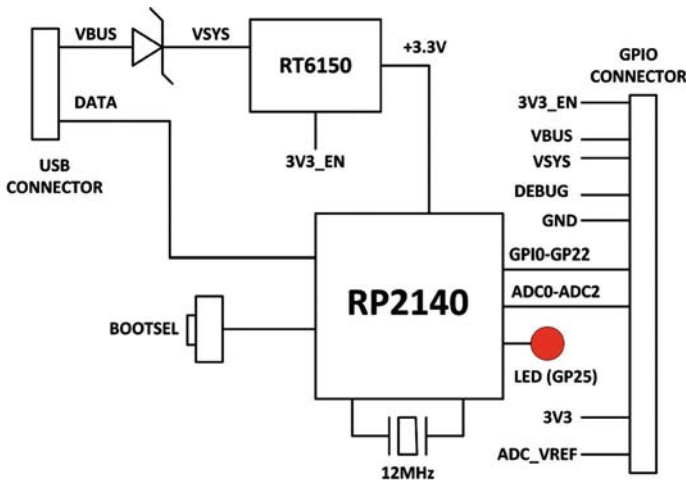 VBUS
VSYS
RT6150
+3.3V
GPIO
CONNECTOR
DATA
3V3_EN
USB
CONNECTOR
3V3_EN
VBUS
VSYS
DEBUG
GND
GPI0-GP22
ADC0-ADC2
RP2140
BOOTSEL
LED (GP25)
12MHz
3V3
ADC_VREF